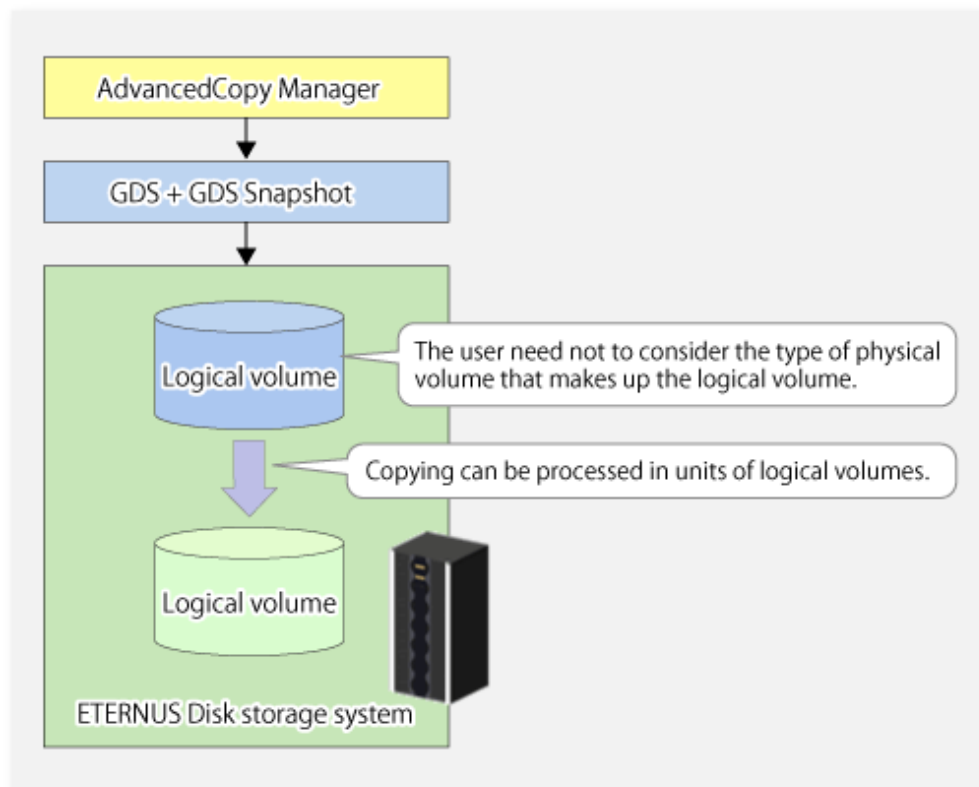 AdvancedCopy Manager
GDS + GDS Snapshot
Logical volume
The user need not to consider the type of physical
volume that makes up the logical volume.
Copying can be processed in units of logical volumes.
Logical volume
ETERNUS Disk storage system